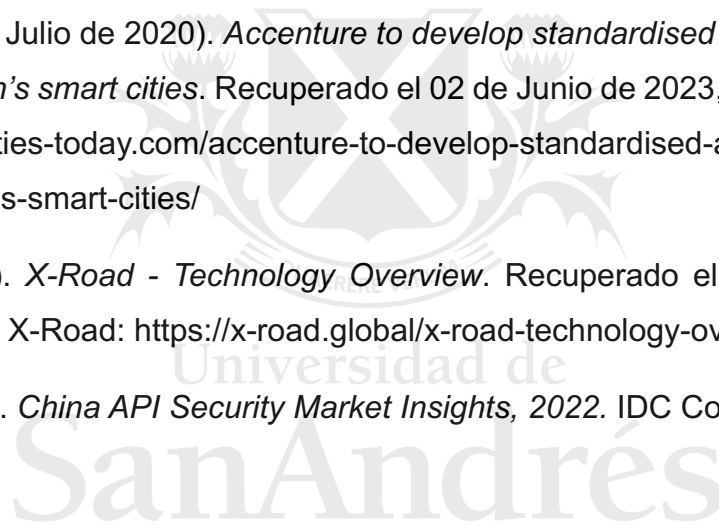 Julio de 2020). Accenture to develop standardised
n's smart cities. Recuperado el 02 de Junio de 2023,
ties-today.com/accenture-to-develop-standardised-a
s-smart-cities/
). X-Road - Technology Overview. Recuperado el
X-Road: https://x-road.global/x-road-technology-ov
. China API Security Market Insights, 2022. IDC Co
Universidad de
SanAndrés